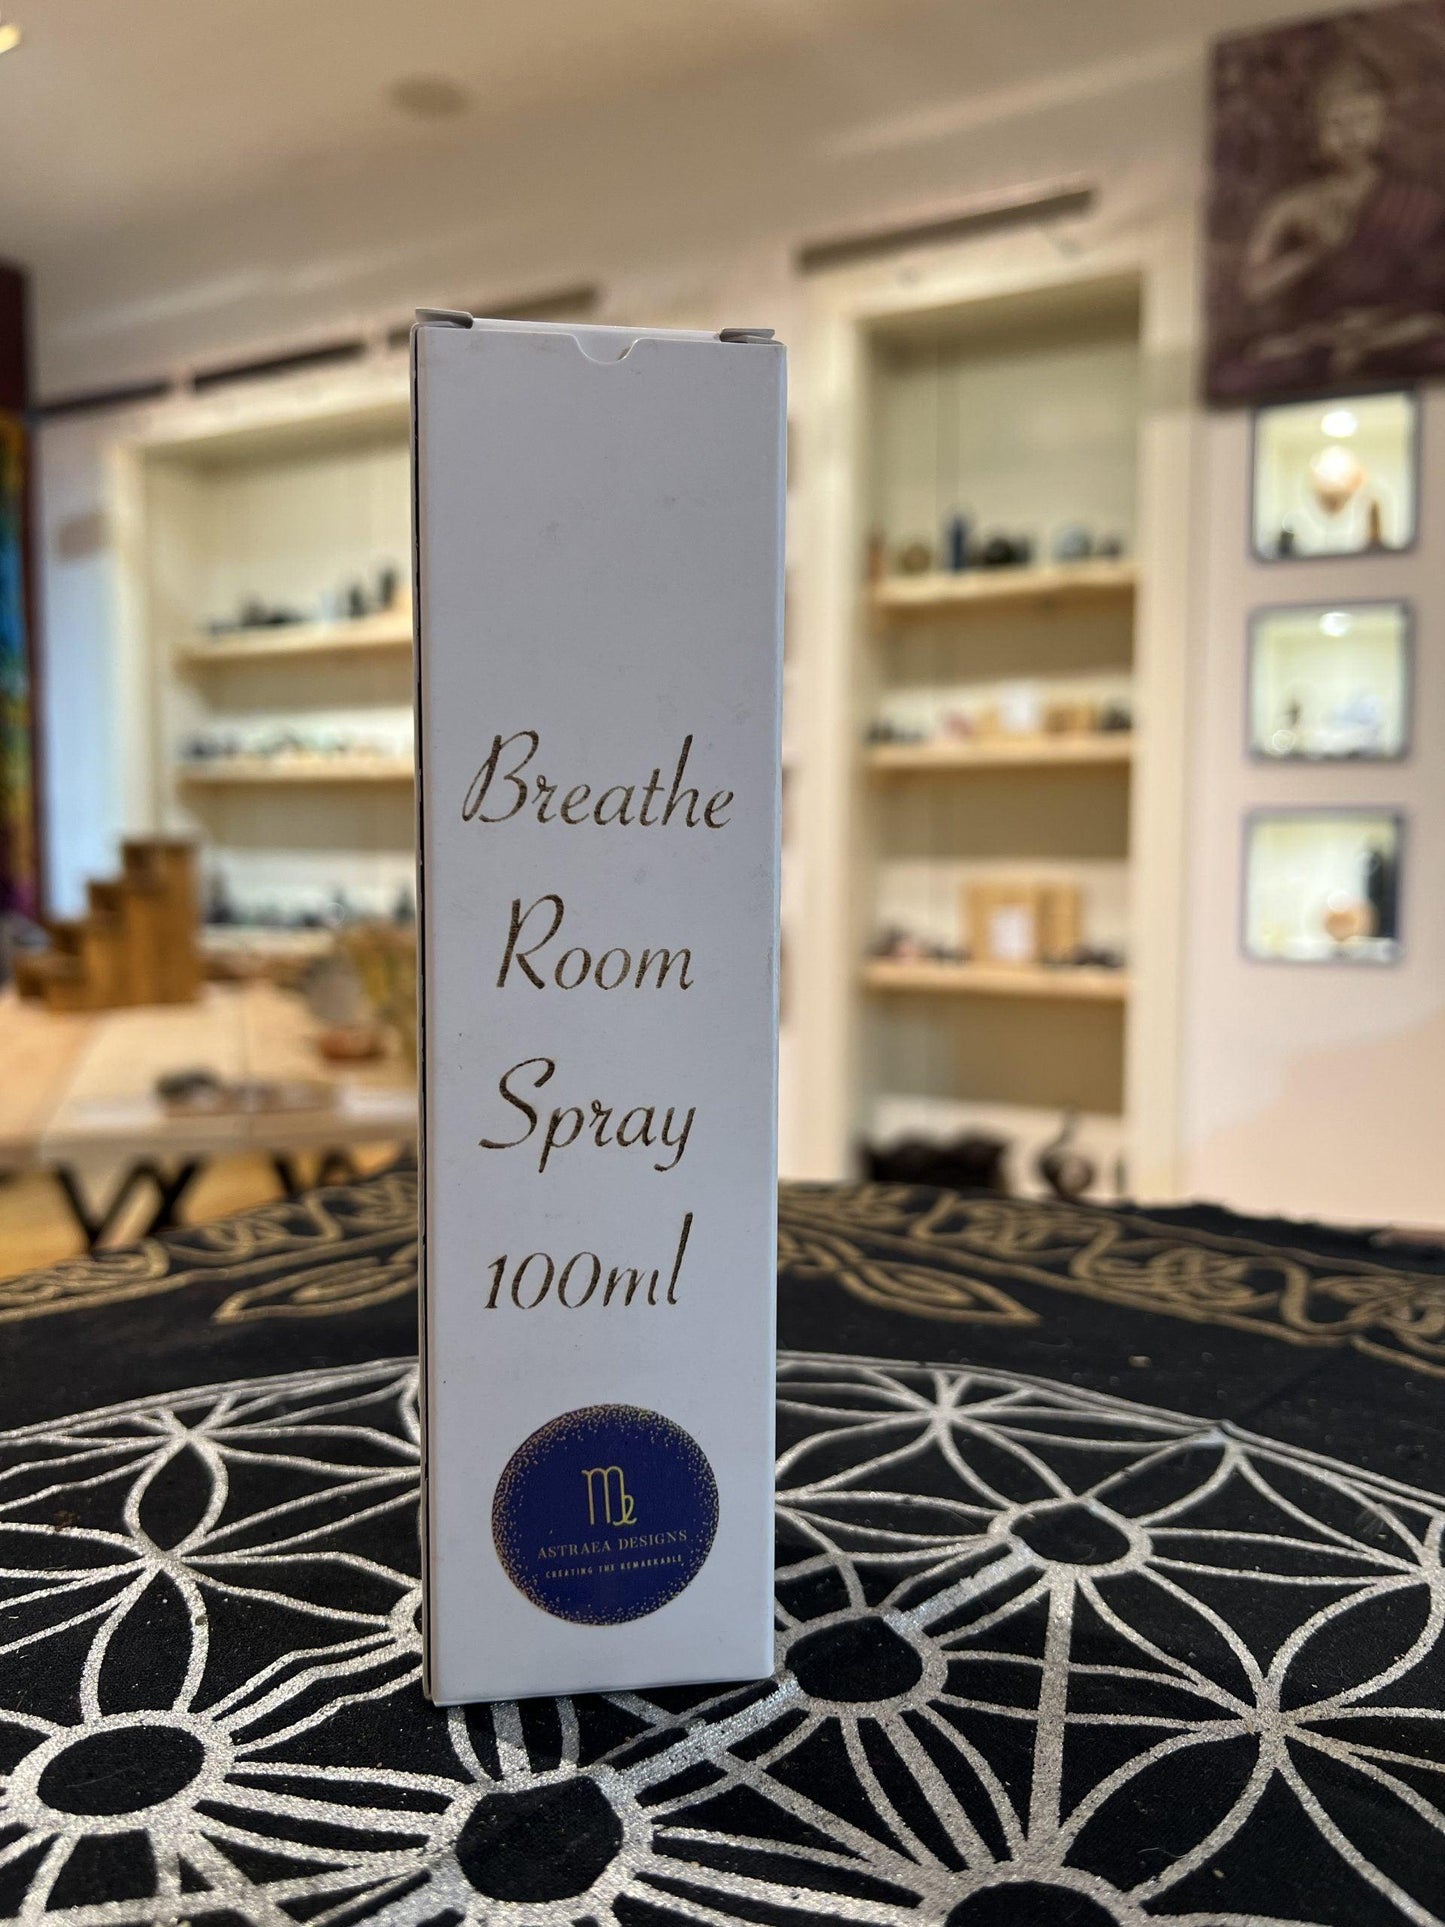 Breathe
Room
Spray
100ml
ASTRAEA DESIGNS
CREATING THE REMARKABLE